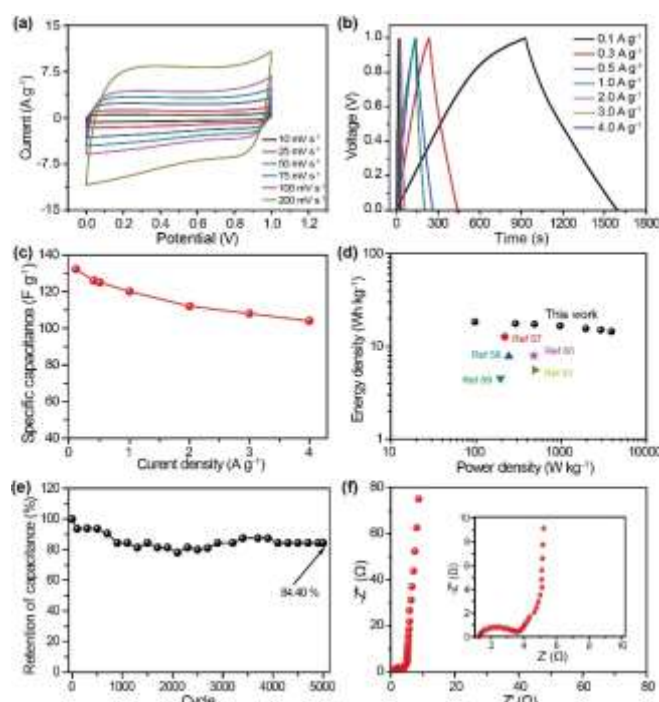 (a)
15
7.5
0
-7.5
-15
Current (A g⁻¹)
10 mV s⁻¹
25 mV s⁻¹
50 mV s⁻¹
75 mV s⁻¹
100 mV s⁻¹
200 mV s⁻¹
0.0 0.2 0.4 0.6 0.8 1.0 1.2
Potential (V)
(b)
1.0
0.8
0.6
0.4
0.2
0.0
Voltage (V)
0.1 A g⁻¹
0.3 A g⁻¹
0.5 A g⁻¹
1.0 A g⁻¹
2.0 A g⁻¹
3.0 A g⁻¹
4.0 A g⁻¹
0 300 600 900 1200 1500 1800
Time (s)
(c)
140
120
100
80
60
40
Specific capacitance (F g⁻¹)
0 1 2 3 4
Curent density (A g⁻¹)
(d)
100
10
1
Energy density (Wh kg⁻¹)
This work
Ref 57
Ref 58
Ref 59
10 100 1000 10000
Power density (W kg⁻¹)
(e)
120
100
80
60
40
20
0
Retention of capacitance (%)
84.40 %
0 1000 2000 3000 4000 5000
Cycle
(f)
80
60
40
20
0
-Z'' (Ω)
-10
-8
-6
-4
-2
0
-Z'' (Ω)
2 4 6 8 10
Z' (Ω)
0 20 40 60 80
Z' (Ω)